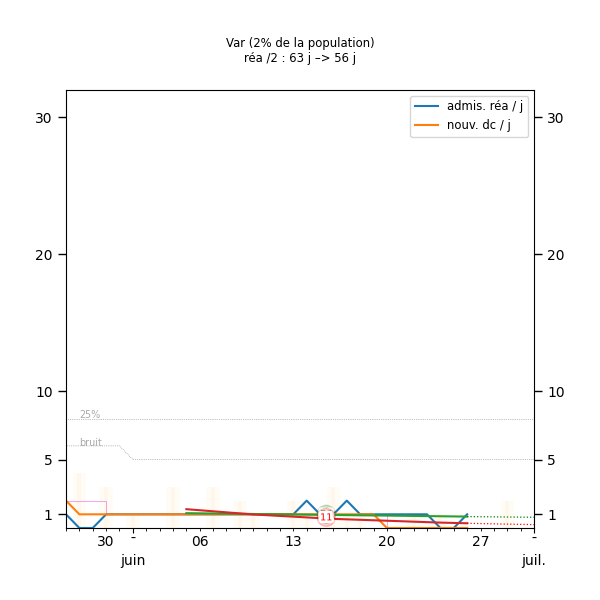 Var (2% de la population)
réa /2 : 63 j –> 56 j
admis. réa / j
nouv. dc / j
30 30
20 20
10 10
25%
bruit
5 5
1 11 1
30 - 06 13 20 27 -
juin juil.